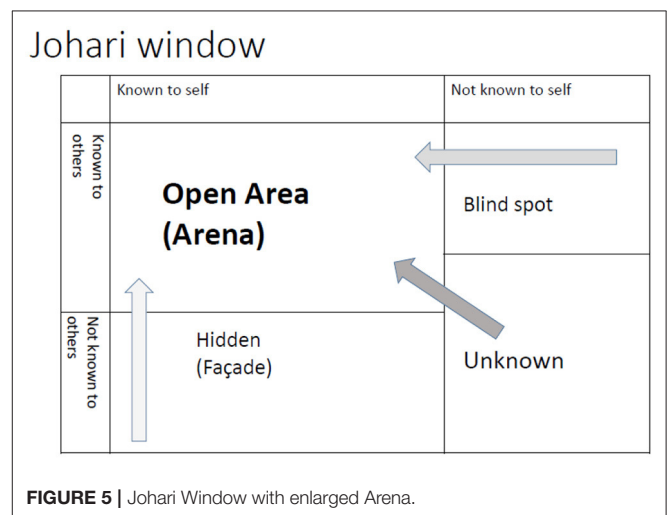 Johari window
Known to self
Not known to self
Known to
others
Open Area
(Arena)
Blind spot
Not known to
others
Hidden
(Façade)
Unknown
FIGURE 5 | Johari Window with enlarged Arena.